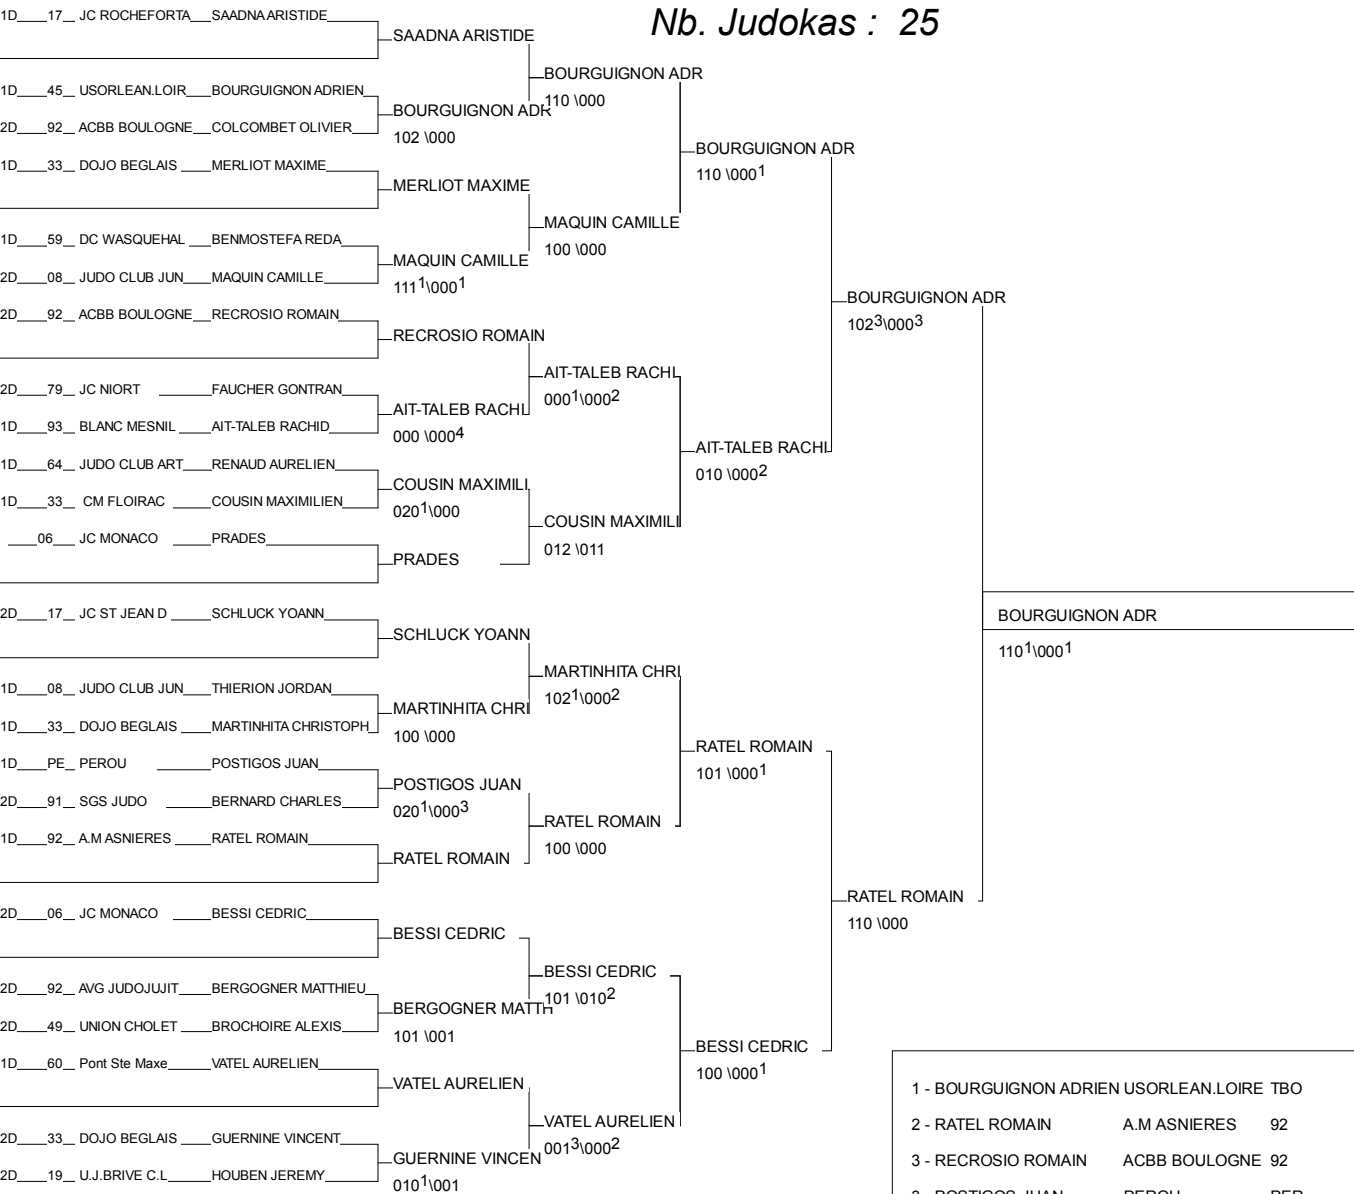 Nb. Judokas : 25
1D 17 JC ROCHEFORTA SAADNA ARISTIDE
SAADNA ARISTIDE
BOURGUIGNON ADR
110 \000
1D 45 USORLEAN.LOIR BOURGUIGNON ADRIEN
BOURGUIGNON ADR
102 \000
2D 92 ACBB BOULOGNE COLCOMBET OLIVIER
BOURGUIGNON ADR
110 \000¹
1D 33 DOJO BEGLAIS MERLIOT MAXIME
MERLIOT MAXIME
MAQUIN CAMILLE
100 \000
1D 59 DC WASQUEHAL BENMOSTEFA REDA
MAQUIN CAMILLE
111¹\000¹
2D 08 JUDO CLUB JUN MAQUIN CAMILLE
BOURGUIGNON ADR
102³\000³
2D 92 ACBB BOULOGNE RECROSIO ROMAIN
RECROSIO ROMAIN
AIT-TALEB RACHI
000¹\000²
2D 79 JC NIORT FAUCHER GONTRAN
AIT-TALEB RACHI
000 \000⁴
1D 93 BLANC MESNIL AIT-TALEB RACHID
AIT-TALEB RACHI
010 \000²
1D 64 JUDO CLUB ART RENAUD AURELIEN
COUSIN MAXIMILI
020¹\000
1D 33 CM FLOIRAC COUSIN MAXIMILIEN
COUSIN MAXIMILI
012 \011
06 JC MONACO PRADES
PRADES
BOURGUIGNON ADR
110¹\000¹
2D 17 JC ST JEAN D SCHLUCK YOANN
SCHLUCK YOANN
MARTINHITA CHRI
102¹\000²
1D 08 JUDO CLUB JUN THIERION JORDAN
MARTINHITA CHRI
100 \000
1D 33 DOJO BEGLAIS MARTINHITA CHRISTOPH
RATEL ROMAIN
101 \000¹
1D PE PEROU POSTIGOS JUAN
POSTIGOS JUAN
020¹\000³
2D 91 SGS JUDO BERNARD CHARLES
RATEL ROMAIN
100 \000
1D 92 A.M ASNIERES RATEL ROMAIN
RATEL ROMAIN
RATEL ROMAIN
110 \000
2D 06 JC MONACO BESSI CEDRIC
BESSI CEDRIC
BESSI CEDRIC
101 \010²
2D 92 AVG JUDOJUJIT BERGOGNER MATTHIEU
BERGOGNER MATTH
101 \001
2D 49 UNION CHOLET BROCHOIRE ALEXIS
BESSI CEDRIC
100 \000¹
1D 60 Pont Ste Maxe VATEL AURELIEN
VATEL AURELIEN
VATEL AURELIEN
001³\000²
2D 33 DOJO BEGLAIS GUERNINE VINCENT
GUERNINE VINCEN
010¹\001
2D 19 U.J.BRIVE C.L HOUBEN JEREMY
1 - BOURGUIGNON ADRIEN USORLEAN.LOIRE TBO
2 - RATEL ROMAIN A.M ASNIERES 92
3 - RECROSIO ROMAIN ACBB BOULOGNE 92